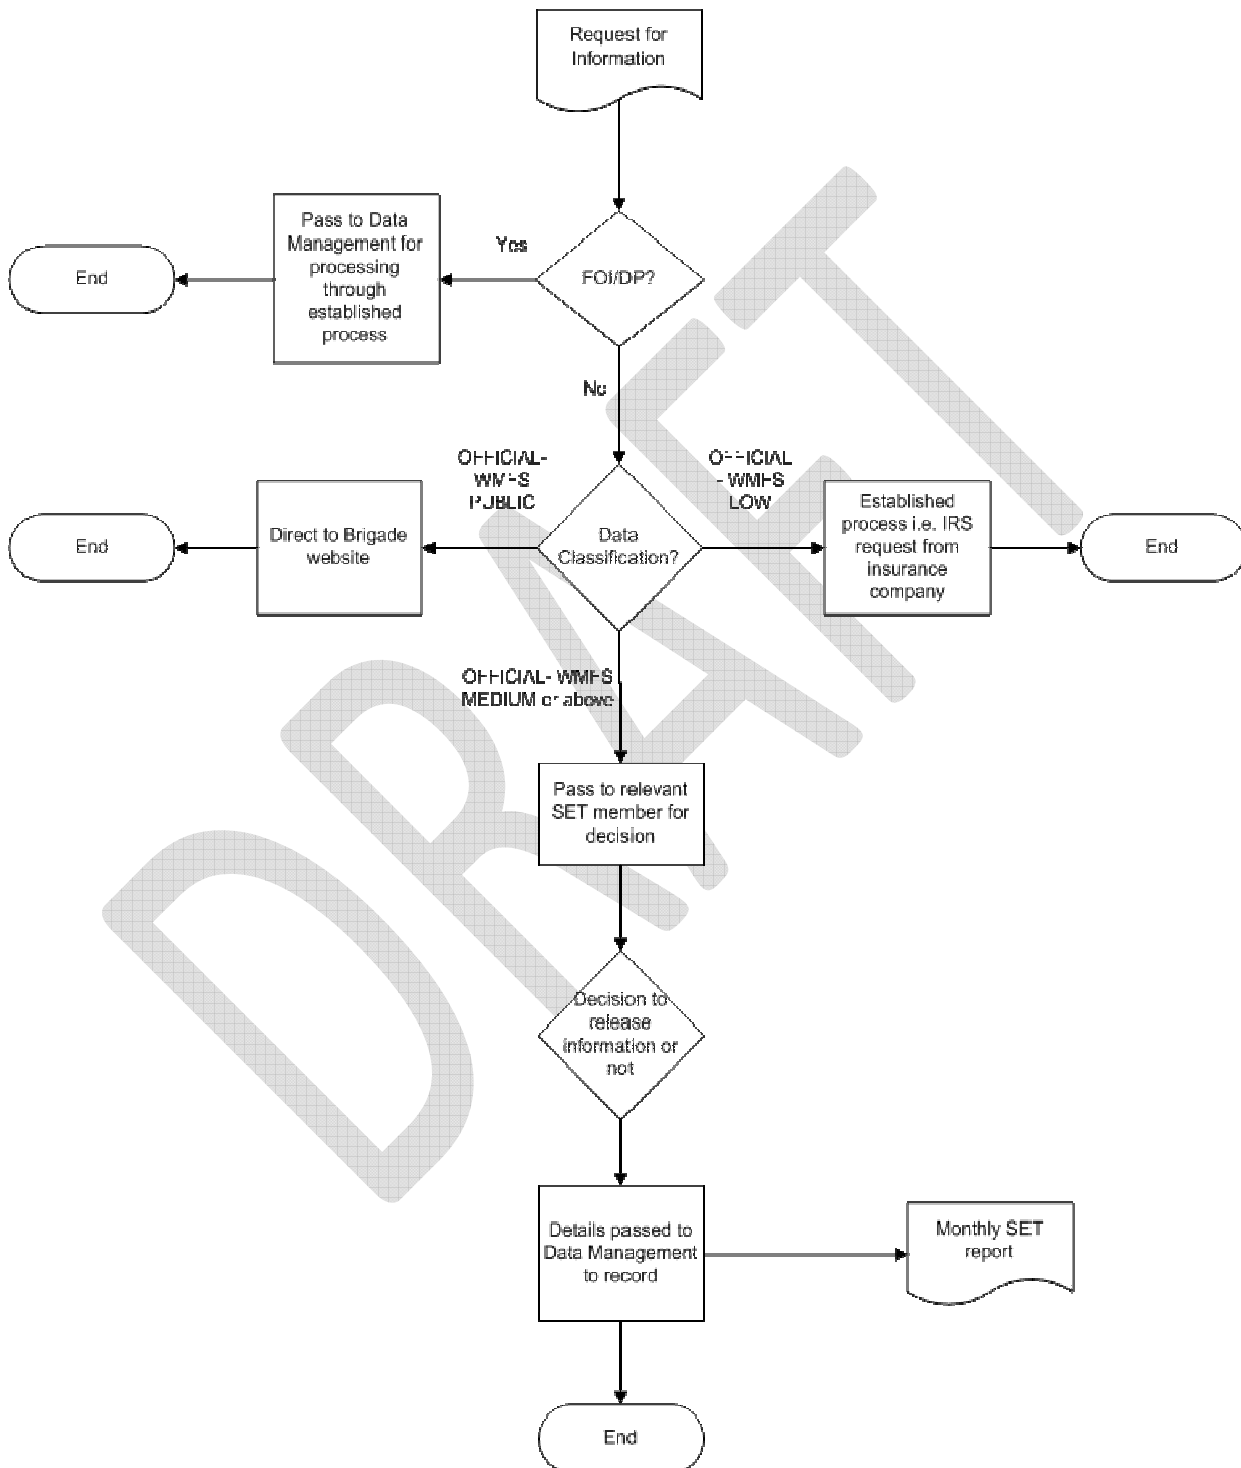 Request for
Information
Pass to Data
Management for
processing
through
established
process
Yes
End
FOI/DP?
No
OFFICIAL-
WMFS
PUBLIC
OFFICIAL
- WMFS
LOW
End
Direct to Brigade
website
Data
Classification?
Established
process i.e. IRS
request from
insurance
company
End
OFFICIAL- WMFS
MEDIUM or above
Pass to relevant
SET member for
decision
Decision to
release
information or
not
Details passed to
Data Management
to record
Monthly SET
report
End
DRAFT